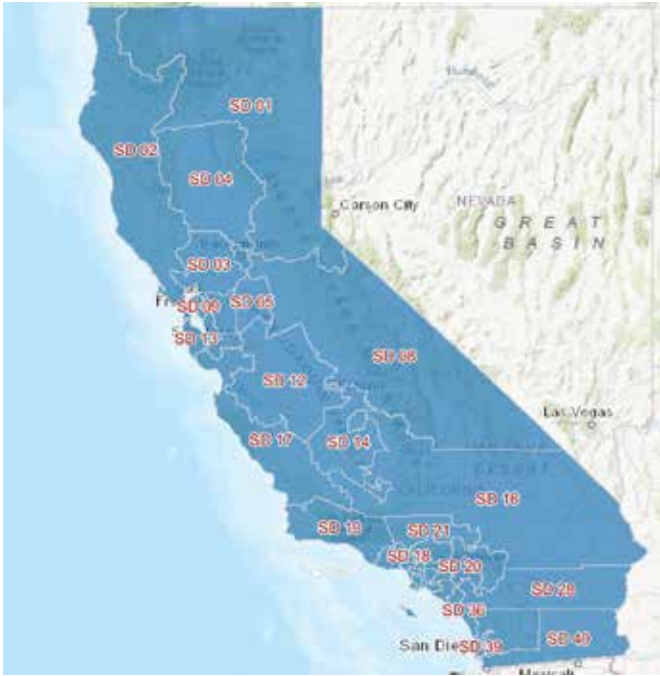 SD 01
SD 02
SD 04
Carson City
NEVADA
GREAT
BASIN
SD 03
SD 09
SD 05
SD 13
SD 08
SD 12
Las Vegas
SD 17
SD 14
SD 16
SD 19
SD 21
SD 18
SD 20
SD 28
SD 36
San Die
SD 39
SD 40